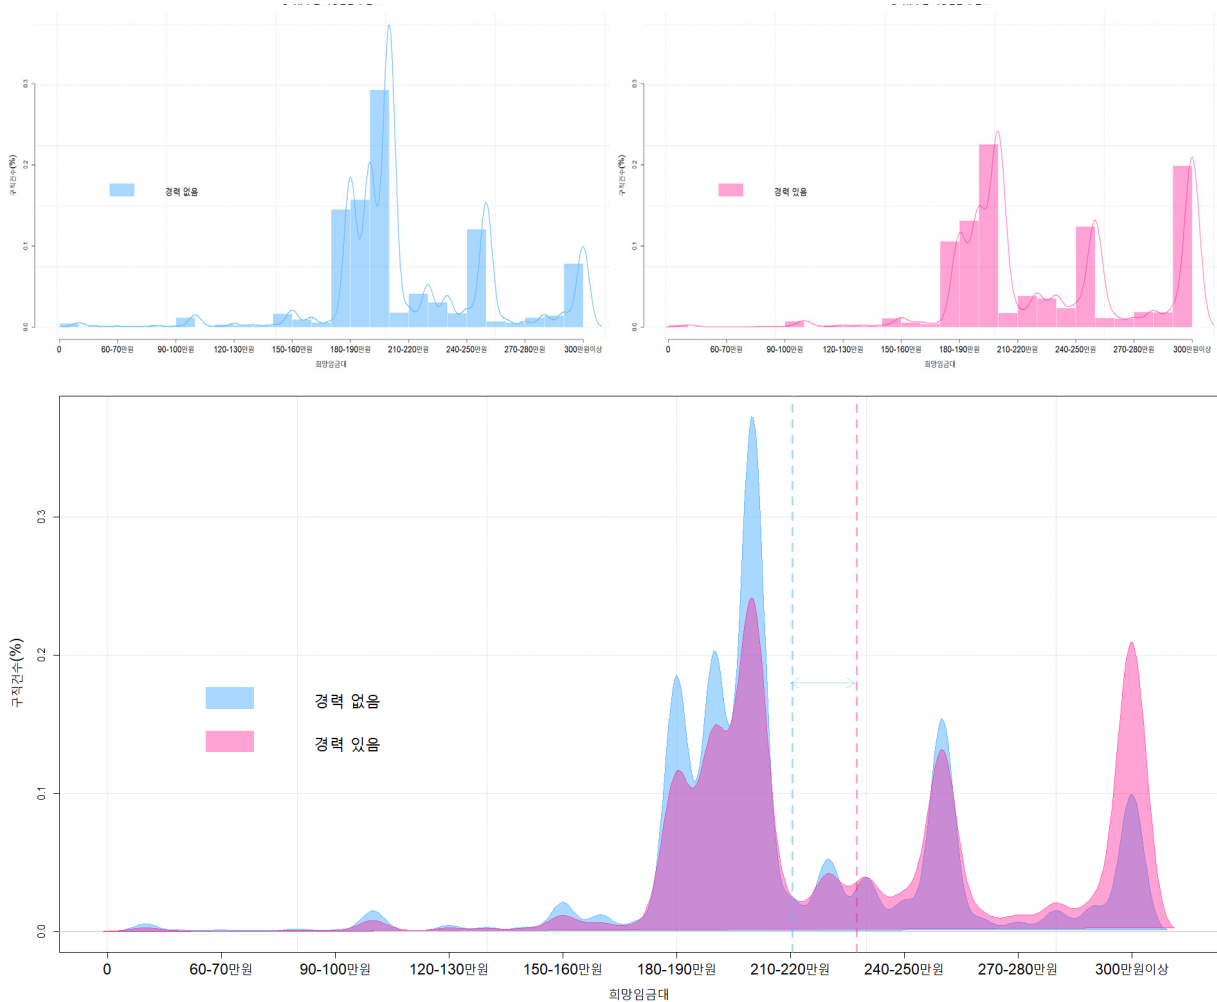 구직건수(%)
0.3
0.2
0.1
0.0
경력 없음
0
60-70만원
90-100만원
120-130만원
150-160만원
180-190만원
210-220만원
240-250만원
270-280만원
300만원이상
희망임금대
구직건수(%)
0.3
0.2
0.1
0.0
경력 있음
0
60-70만원
90-100만원
120-130만원
150-160만원
180-190만원
210-220만원
240-250만원
270-280만원
300만원이상
희망임금대
구직건수(%)
0.3
0.2
0.1
0.0
경력 없음
경력 있음
0
60-70만원
90-100만원
120-130만원
150-160만원
180-190만원
210-220만원
240-250만원
270-280만원
300만원이상
희망임금대